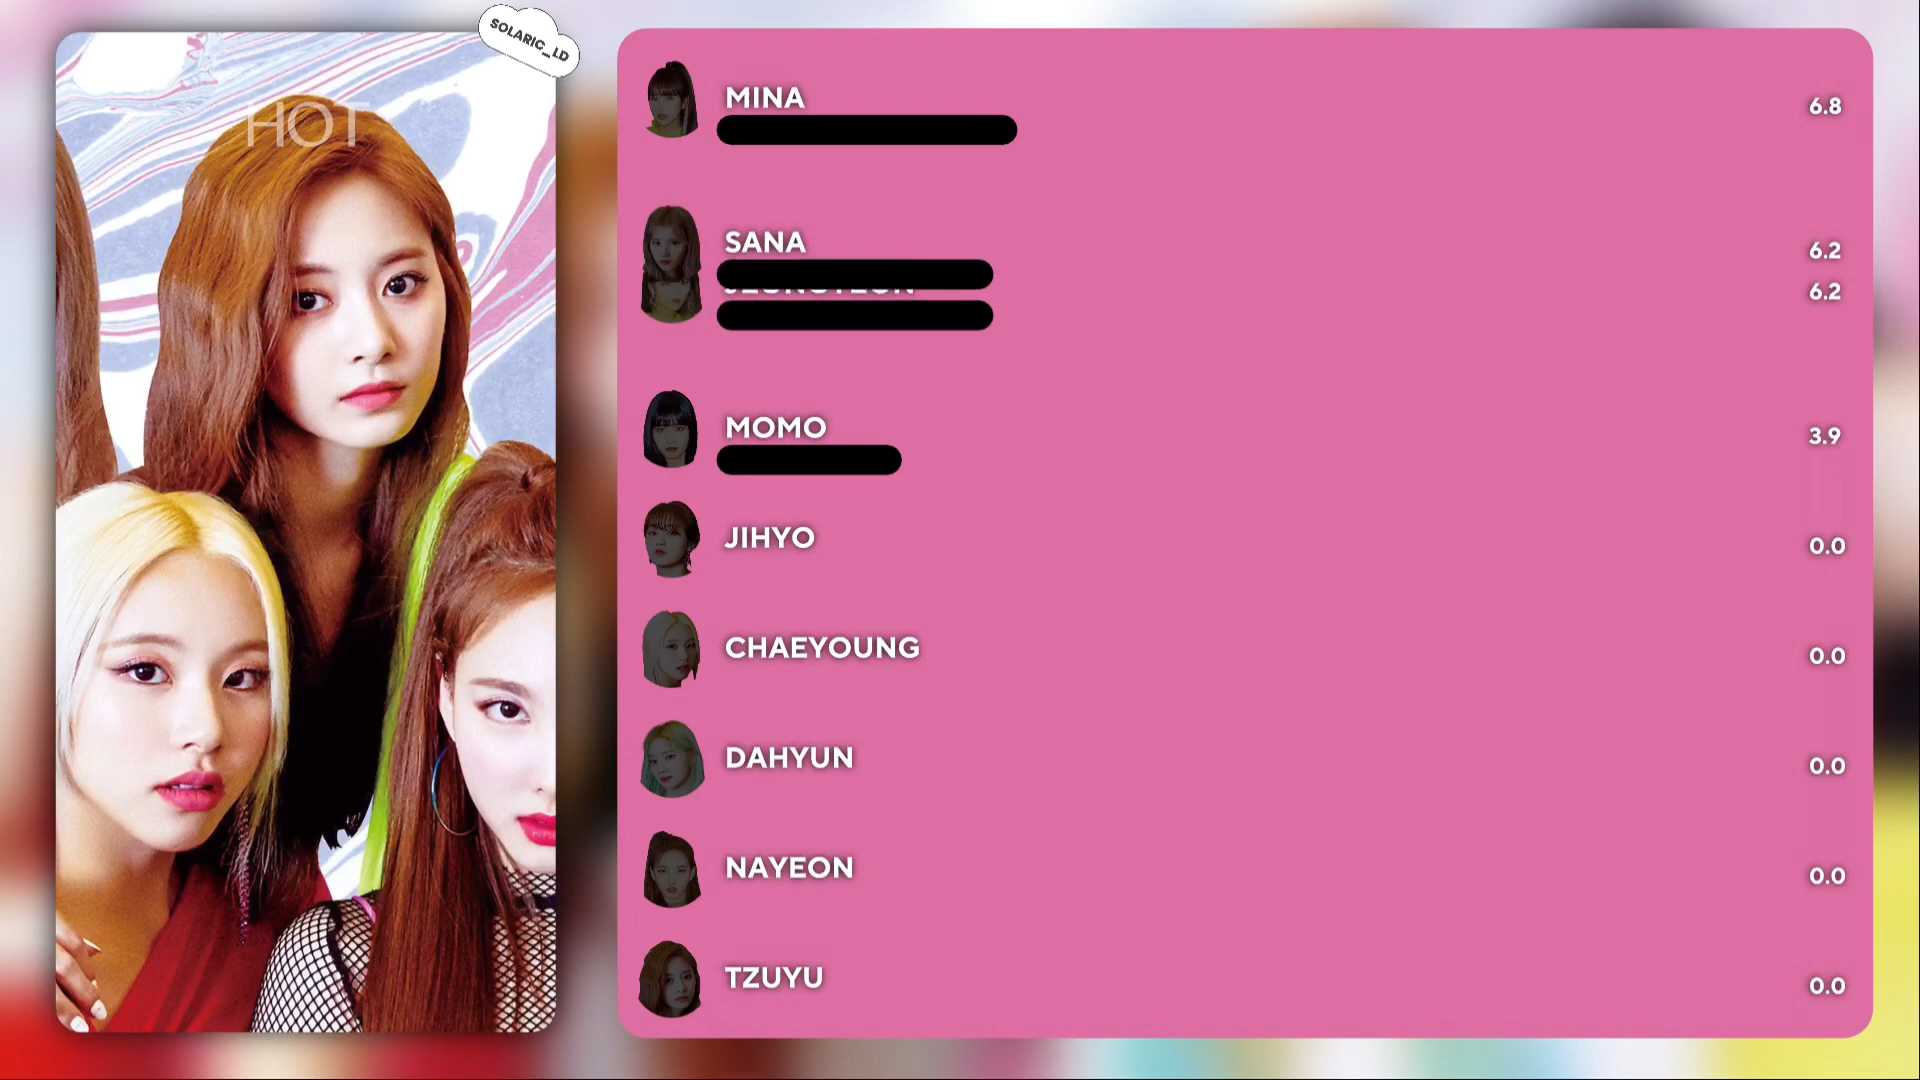 SOLARIC_LD
HOT
MINA
6.8
SANA
6.2
6.2
MOMO
3.9
JIHYO
0.0
CHAEYOUNG
0.0
DAHYUN
0.0
NAYEON
0.0
TZUYU
0.0